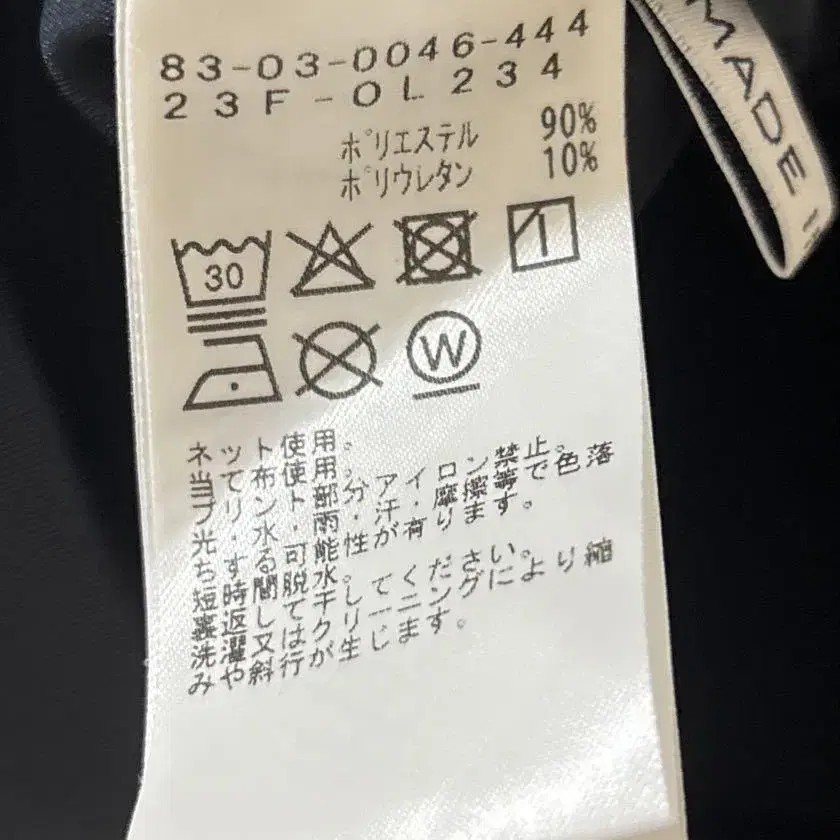 83-03-0046-444
23F-OL234
ポリエステル 90%
ポリウレタン 10%
30
W
ネット使用。
当て布使用。
プリント部分・アイロン禁止。
光・水・雨・汗・摩擦等で色落
ちする可能性が有ります。
短時間脱水。
裏返して干してください。
洗濯又はクリーニングにより縮
みや斜行が生じます。
MADE